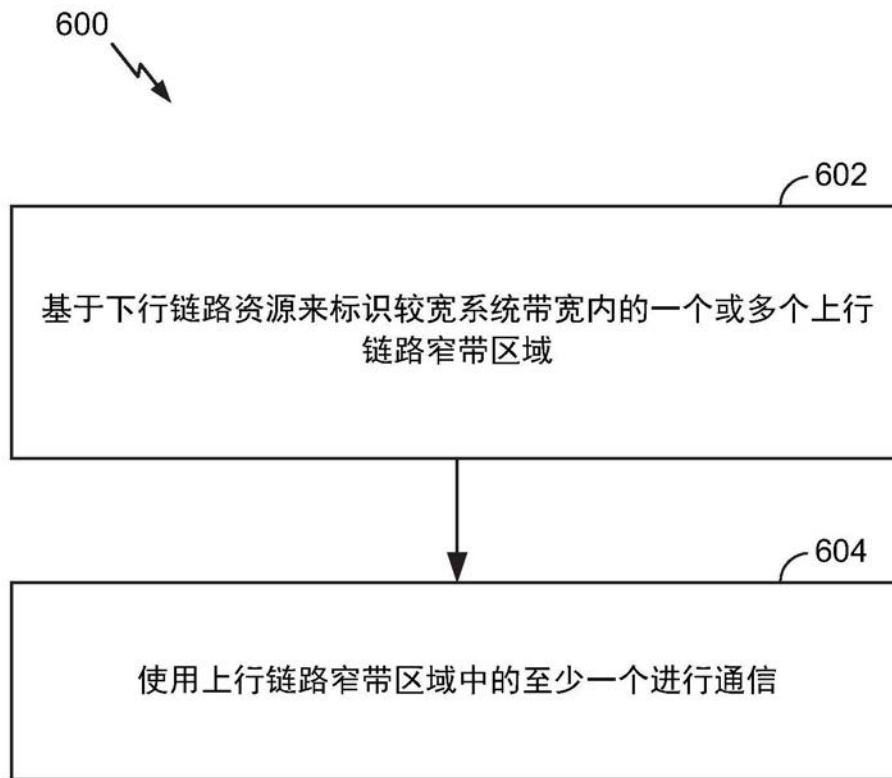 600
602
基于下行链路资源来标识较宽系统带宽内的一个或多个上行
链路窄带区域
604
使用上行链路窄带区域中的至少一个进行通信